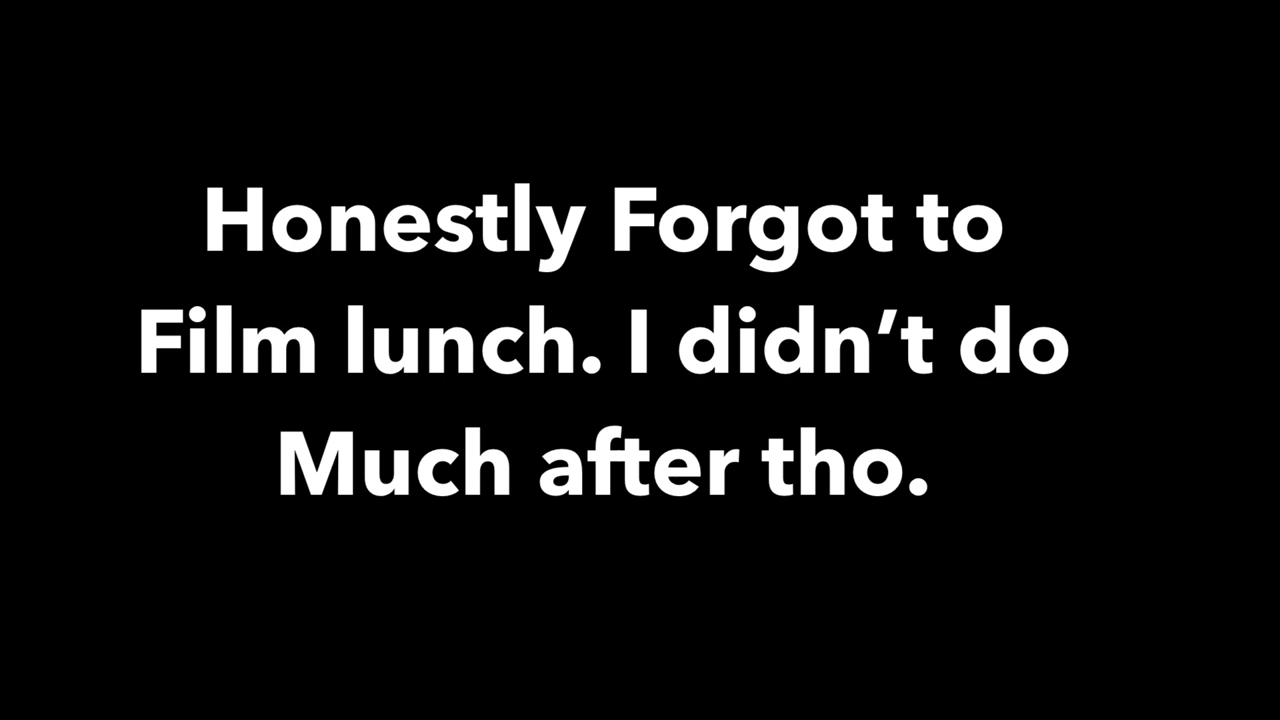 Honestly Forgot to
Film lunch. I didn’t do
Much after tho.